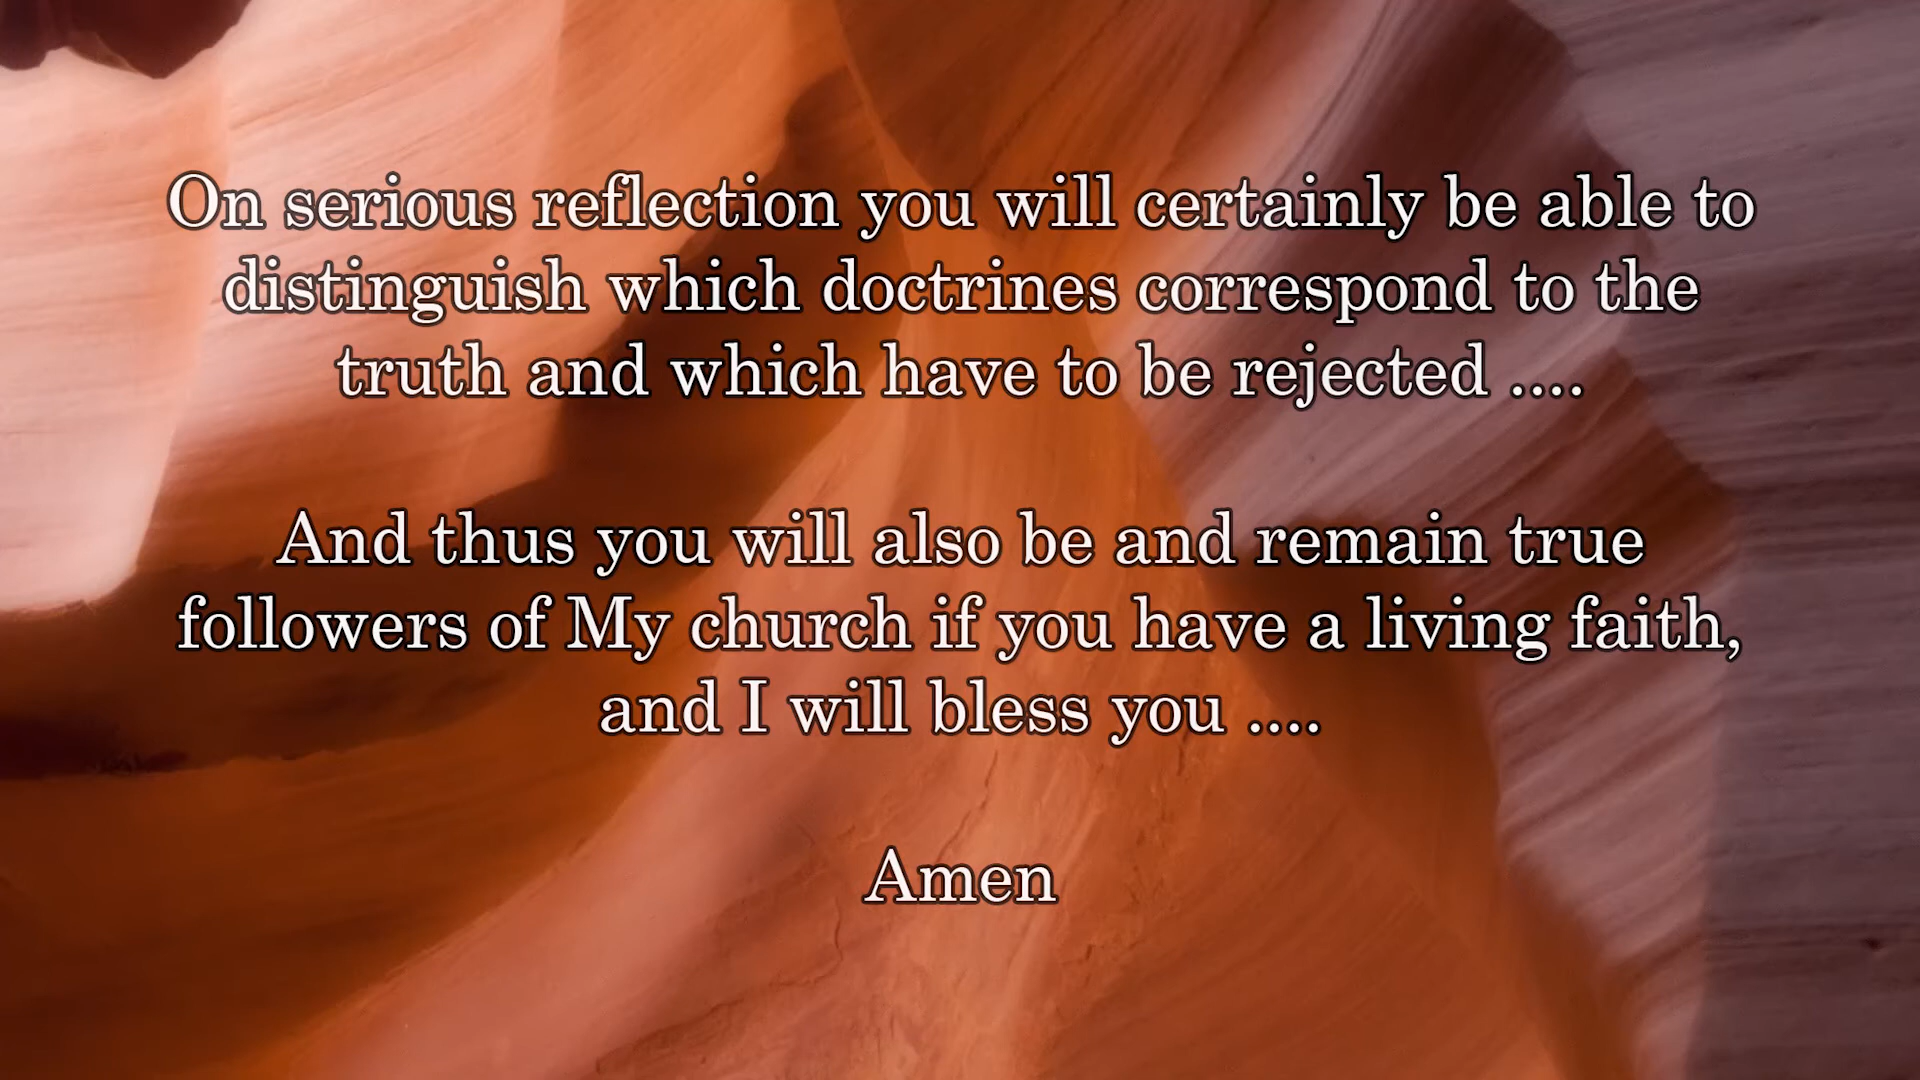 On serious reflection you will certainly be able to
distinguish which doctrines correspond to the
truth and which have to be rejected ....
And thus you will also be and remain true
followers of My church if you have a living faith,
and I will bless you ....
Amen